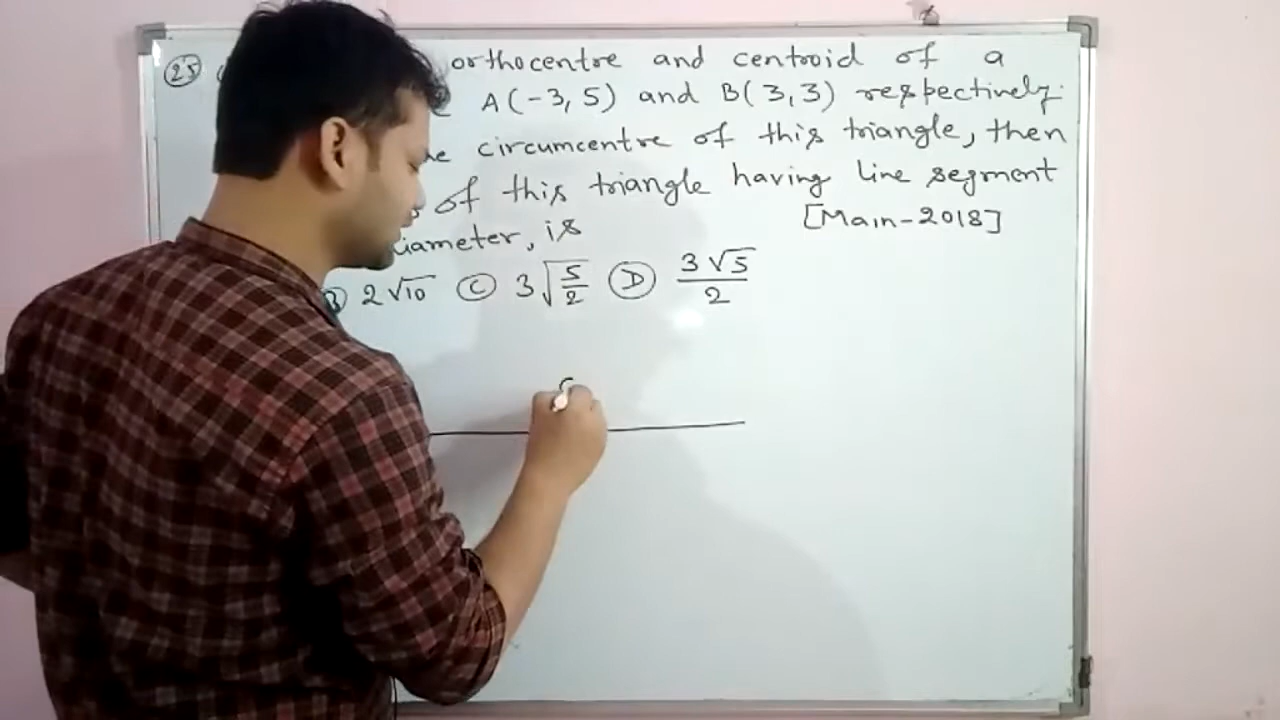 (25) orthocentre and centroid of a
A(-3, 5) and B(3, 3) respectively.
circumcentre of this triangle, then
of this triangle having line segment
diameter, is [Main-2018]
(B) 2√10 (C) 3√(5/2) (D) 3√5/2